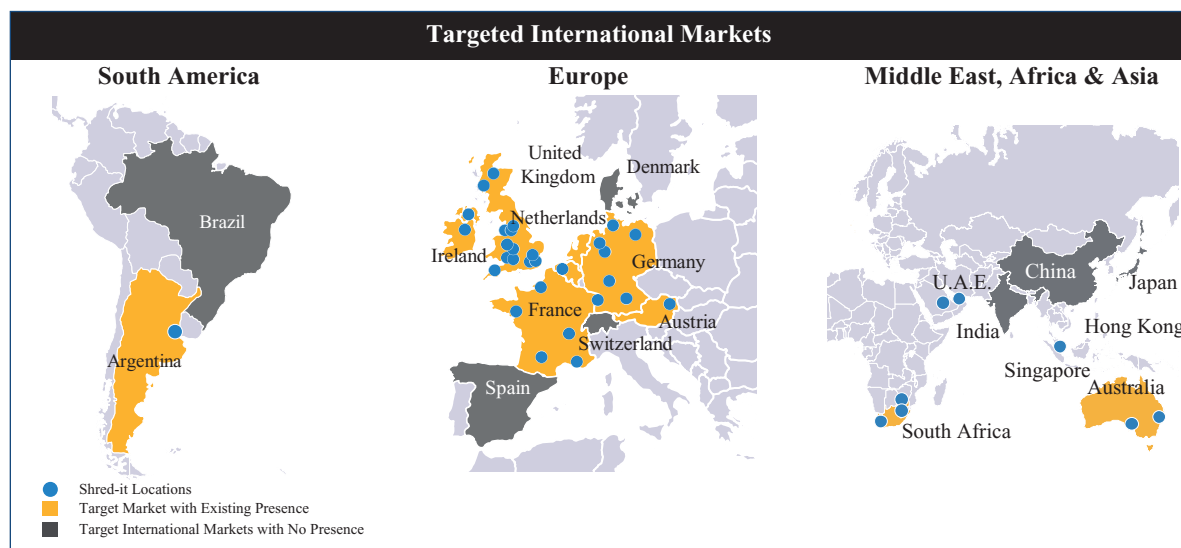 Targeted International Markets
South America
Europe
Middle East, Africa & Asia
Brazil
Argentina
United
Kingdom
Denmark
Netherlands
Ireland
Germany
France
Austria
Switzerland
Spain
China
Japan
U.A.E.
India
Hong Kong
Singapore
Australia
South Africa
Shred-it Locations
Target Market with Existing Presence
Target International Markets with No Presence